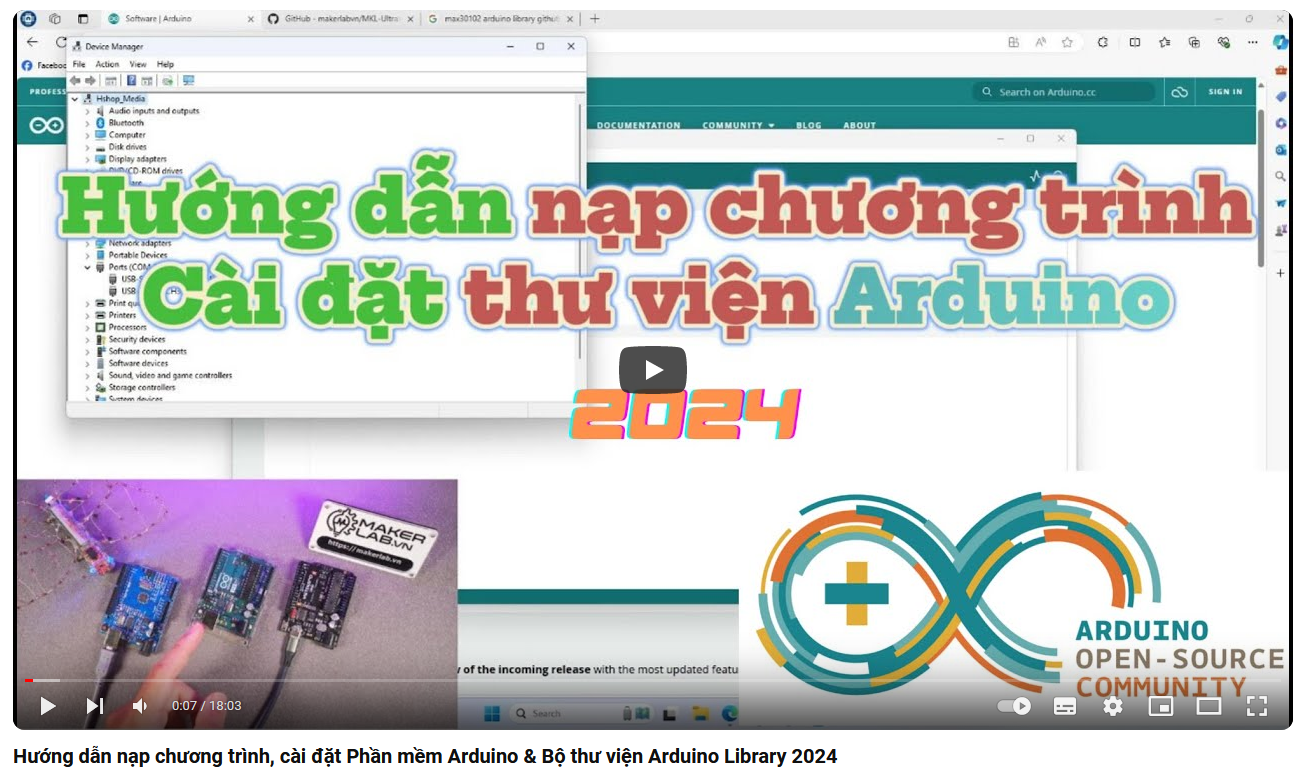 Software | Arduino
GitHub - makerlabvn/MKL-Ultra
max30102 arduino library githu
Device Manager
File Action View Help
Facebo
PROFESS
Hshop_Media
Audio inputs and outputs
Bluetooth
Computer
Disk drives
Display adapters
DVD/CD-ROM drives
Search on Arduino.cc
SIGN IN
DOCUMENTATION COMMUNITY BLOG ABOUT
Hướng dẫn nạp chương trình
Network adapters
Portable Devices
Ports (COM
USB-
USB
Cài đặt thư viện Arduino
Print qu
Printers
Processors
Security devices
Software components
Software devices
Sound, video and game controllers
Storage controllers
System devices
2024
MAKER
LAB.VN
https://makerlab.vn
of the incoming release with the most updated featu
ARDUINO
OPEN-SOURCE
COMMUNITY
Search
0:07 / 18:03
Hướng dẫn nạp chương trình, cài đặt Phần mềm Arduino & Bộ thư viện Arduino Library 2024